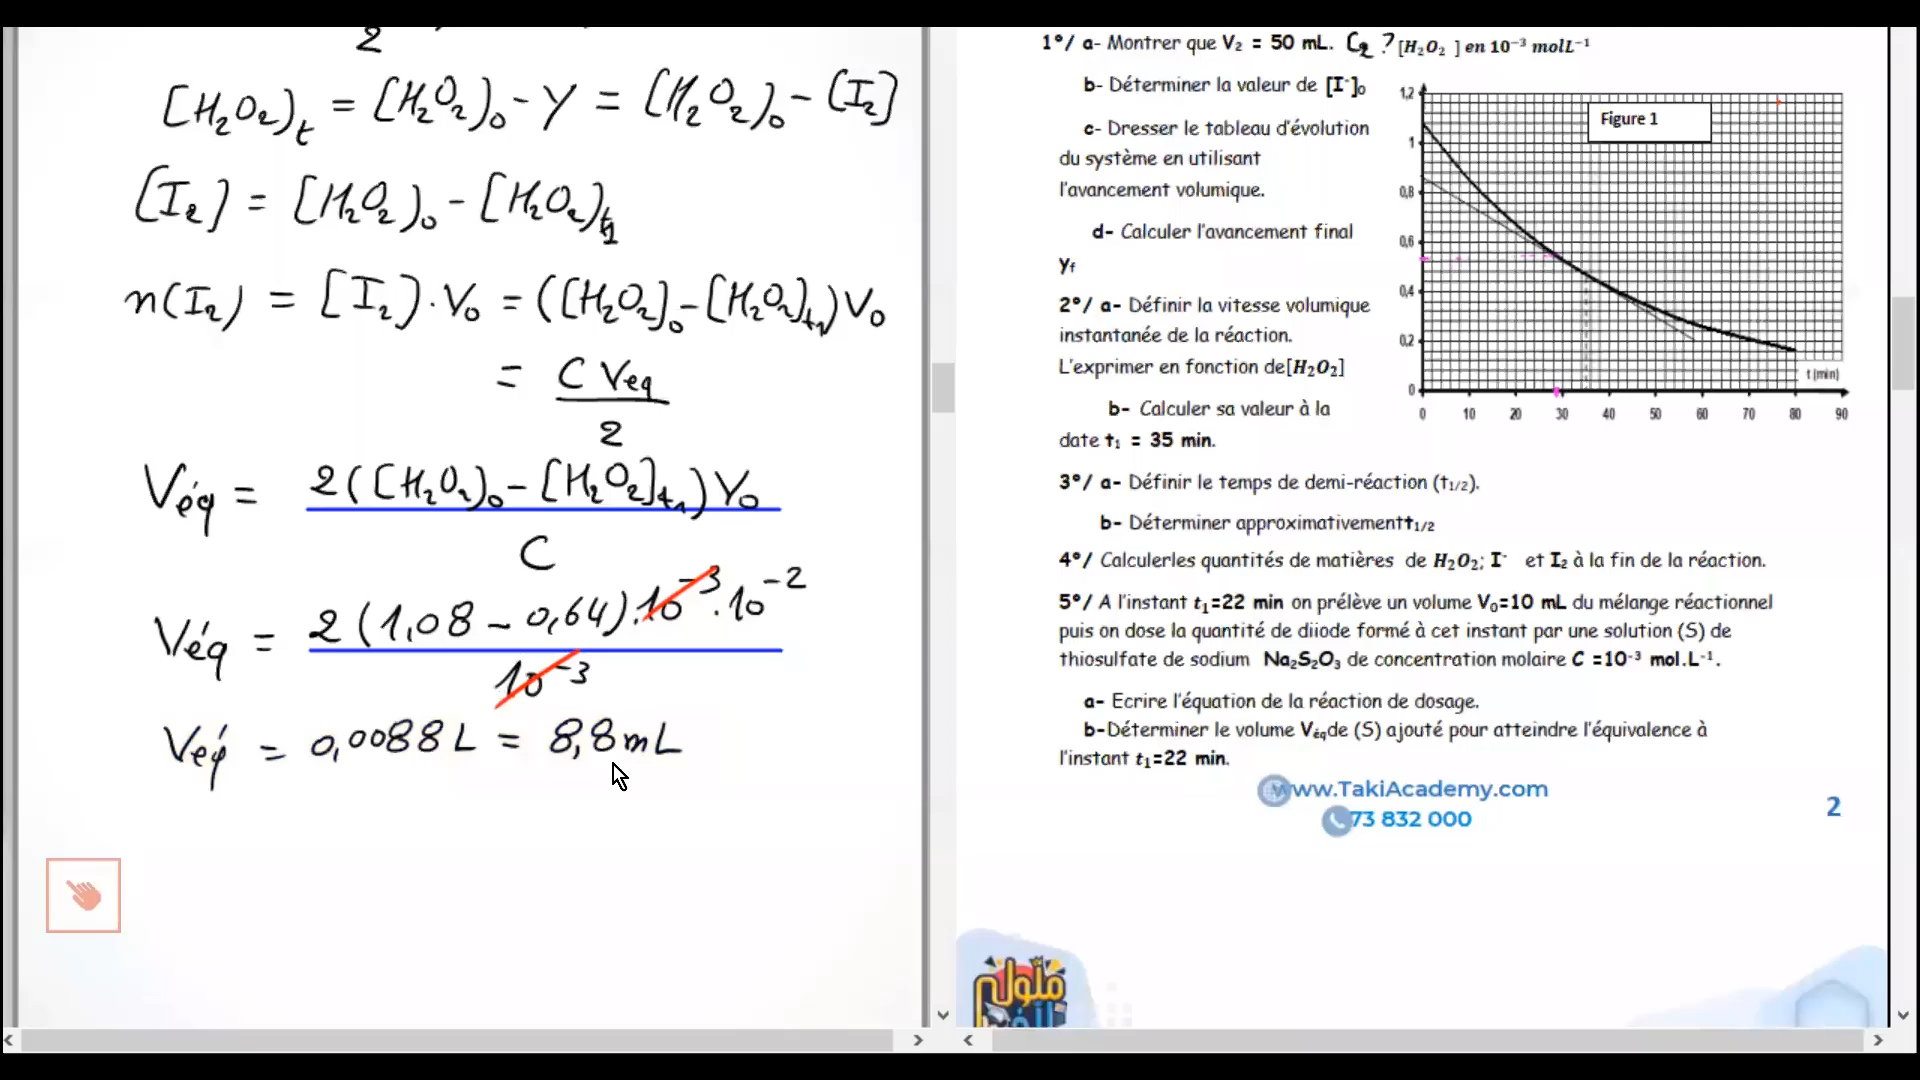 2
[H₂O₂]t = [H₂O₂]₀ - y = [H₂O₂]₀ - [I₂]
[I₂] = [H₂O₂]₀ - [H₂O₂]t₁
n(I₂) = [I₂].V₀ = ([H₂O₂]₀ - [H₂O₂]t₁)V₀
= C Veq / 2
Véq = 2([H₂O₂]₀ - [H₂O₂]t₁)V₀ / C
Véq = 2(1,08 - 0,64).10⁻³.10⁻² / 10⁻³
Véq = 0,0088 L = 8,8 mL
1°/ a- Montrer que V₂ = 50 mL. C₂ ? [H₂O₂ ] en 10⁻³ molL⁻¹
b- Déterminer la valeur de [I⁻]₀
c- Dresser le tableau d'évolution
du système en utilisant
l'avancement volumique.
d- Calculer l'avancement final
yf
2°/ a- Définir la vitesse volumique
instantanée de la réaction.
L'exprimer en fonction de[H₂O₂]
b- Calculer sa valeur à la
date t₁ = 35 min.
Figure 1
1,2
1
0,8
0,6
0,4
0,2
0
t (min)
0 10 20 30 40 50 60 70 80 90
3°/ a- Définir le temps de demi-réaction (t₁/₂).
b- Déterminer approximativementt₁/₂
4°/ Calculerles quantités de matières de H₂O₂; I⁻ et I₂ à la fin de la réaction.
5°/ A l'instant t₁=22 min on prélève un volume V₀=10 mL du mélange réactionnel
puis on dose la quantité de diiode formé à cet instant par une solution (S) de
thiosulfate de sodium Na₂S₂O₃ de concentration molaire C =10⁻³ mol.L⁻¹.
a- Ecrire l'équation de la réaction de dosage.
b-Déterminer le volume Véqde (S) ajouté pour atteindre l'équivalence à
l'instant t₁=22 min.
www.TakiAcademy.com
73 832 000
2